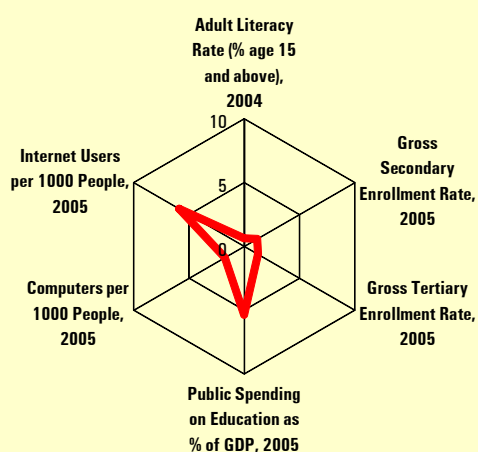 Adult Literacy
Rate (% age 15
and above),
2004
10
5
0
Gross
Secondary
Enrollment Rate,
2005
Gross Tertiary
Enrollment Rate,
2005
Public Spending
on Education as
% of GDP, 2005
Computers per
1000 People,
2005
Internet Users
per 1000 People,
2005